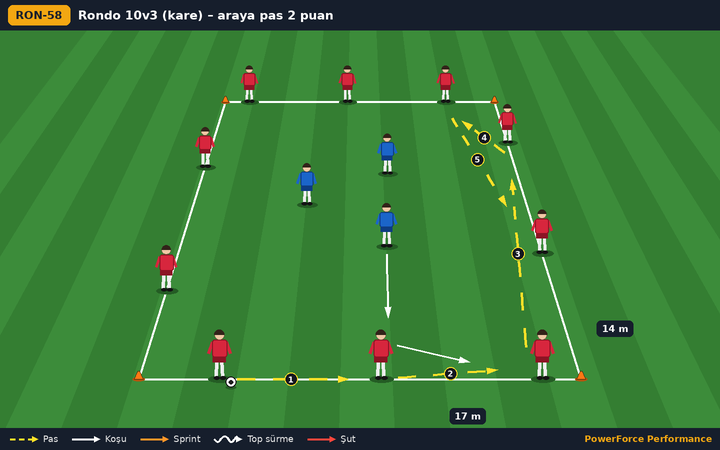 RON-58 Rondo 10v3 (kare) – araya pas 2 puan
4
5
3
14 m
2
1
17 m
Pas Koşu Sprint Top sürme Şut PowerForce Performance